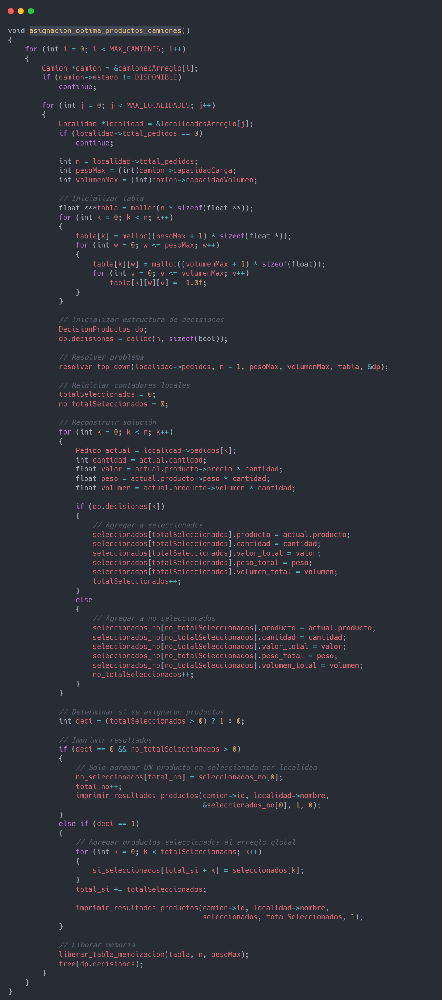 void asignacion_optima_productos_camiones()
{
    for (int i = 0; i < MAX_CAMIONES; i++)
    {
        Camion *camion = &camionesArreglo[i];
        if (camion->estado != DISPONIBLE)
            continue;

        for (int j = 0; j < MAX_LOCALIDADES; j++)
        {
            Localidad *localidad = &localidadesArreglo[j];
            if (localidad->total_pedidos == 0)
                continue;

            int n = localidad->total_pedidos;
            int pesoMax = (int)camion->capacidadCarga;
            int volumenMax = (int)camion->capacidadVolumen;

            // Inicializar tabla
            float ***tabla = malloc(n * sizeof(float **));
            for (int k = 0; k < n; k++)
            {
                tabla[k] = malloc((pesoMax + 1) * sizeof(float *));
                for (int w = 0; w <= pesoMax; w++)
                {
                    tabla[k][w] = malloc((volumenMax + 1) * sizeof(float));
                    for (int v = 0; v <= volumenMax; v++)
                        tabla[k][w][v] = -1.0f;
                }
            }

            // Inicializar estructura de decisiones
            DecisionProductos dp;
            dp.decisiones = calloc(n, sizeof(bool));

            // Resolver problema
            resolver_top_down(localidad->pedidos, n - 1, pesoMax, volumenMax, tabla, &dp);

            // Reiniciar contadores locales
            totalSeleccionados = 0;
            no_totalSeleccionados = 0;

            // Reconstruir solución
            for (int k = 0; k < n; k++)
            {
                Pedido actual = localidad->pedidos[k];
                int cantidad = actual.cantidad;
                float valor = actual.producto->precio * cantidad;
                float peso = actual.producto->peso * cantidad;
                float volumen = actual.producto->volumen * cantidad;

                if (dp.decisiones[k])
                {
                    // Agregar a seleccionados
                    seleccionados[totalSeleccionados].producto = actual.producto;
                    seleccionados[totalSeleccionados].cantidad = cantidad;
                    seleccionados[totalSeleccionados].valor_total = valor;
                    seleccionados[totalSeleccionados].peso_total = peso;
                    seleccionados[totalSeleccionados].volumen_total = volumen;
                    totalSeleccionados++;
                }
                else
                {
                    // Agregar a no seleccionados
                    seleccionados_no[no_totalSeleccionados].producto = actual.producto;
                    seleccionados_no[no_totalSeleccionados].cantidad = cantidad;
                    seleccionados_no[no_totalSeleccionados].valor_total = valor;
                    seleccionados_no[no_totalSeleccionados].peso_total = peso;
                    seleccionados_no[no_totalSeleccionados].volumen_total = volumen;
                    no_totalSeleccionados++;
                }
            }

            // Determinar si se asignaron productos
            int deci = (totalSeleccionados > 0) ? 1 : 0;

            // Imprimir resultados
            if (deci == 0 && no_totalSeleccionados > 0)
            {
                // Solo agregar UN producto no seleccionado por localidad
                no_seleccionados[total_no] = seleccionados_no[0];
                total_no++;
                imprimir_resultados_productos(camion->id, localidad->nombre,
                                              &seleccionados_no[0], 1, 0);
            }
            else if (deci == 1)
            {
                // Agregar productos seleccionados al arreglo global
                for (int k = 0; k < totalSeleccionados; k++)
                {
                    si_seleccionados[total_si + k] = seleccionados[k];
                }
                total_si += totalSeleccionados;

                imprimir_resultados_productos(camion->id, localidad->nombre,
                                              seleccionados, totalSeleccionados, 1);
            }

            // Liberar memoria
            liberar_tabla_memoizacion(tabla, n, pesoMax);
            free(dp.decisiones);
        }
    }
}